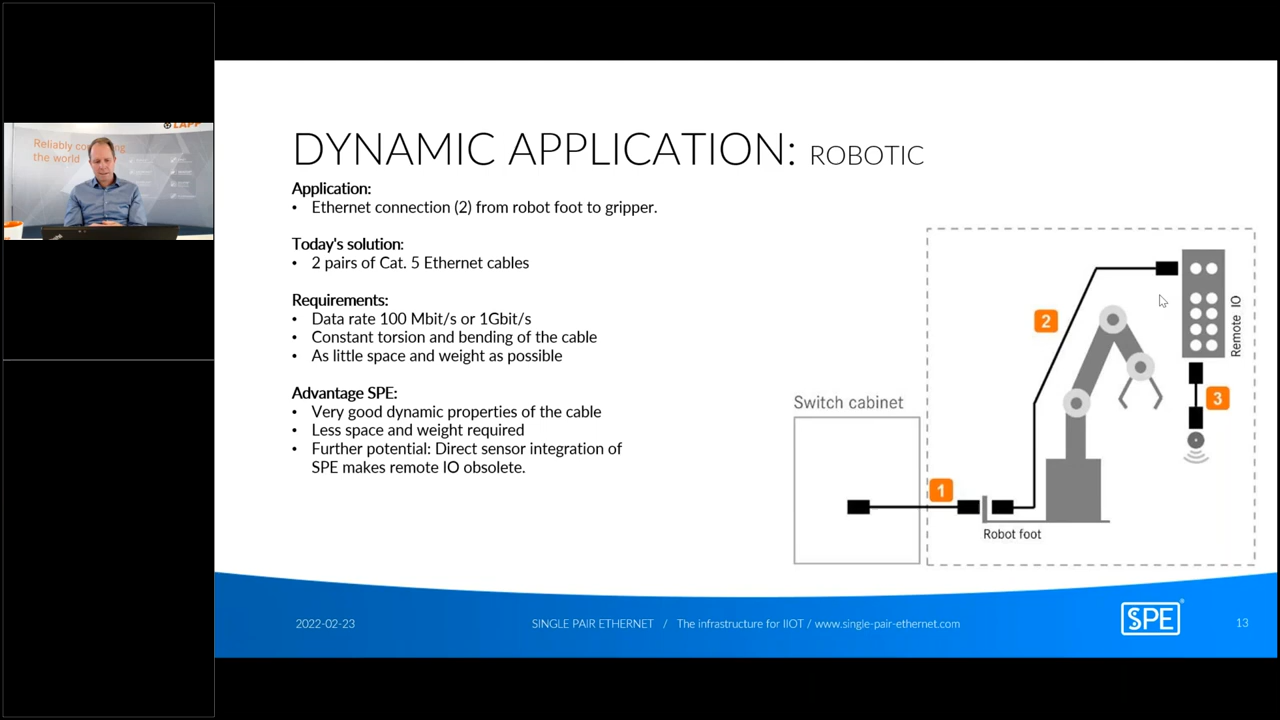 LAPP
Reliably co
the world
DYNAMIC APPLICATION: ROBOTIC
Application:
• Ethernet connection (2) from robot foot to gripper.
Today's solution:
• 2 pairs of Cat. 5 Ethernet cables
Requirements:
• Data rate 100 Mbit/s or 1Gbit/s
• Constant torsion and bending of the cable
• As little space and weight as possible
Advantage SPE:
• Very good dynamic properties of the cable
• Less space and weight required
• Further potential: Direct sensor integration of
SPE makes remote IO obsolete.
2
Remote IO
3
Switch cabinet
1
Robot foot
2022-02-23
SINGLE PAIR ETHERNET / The infrastructure for IIOT / www.single-pair-ethernet.com
SPE®
13